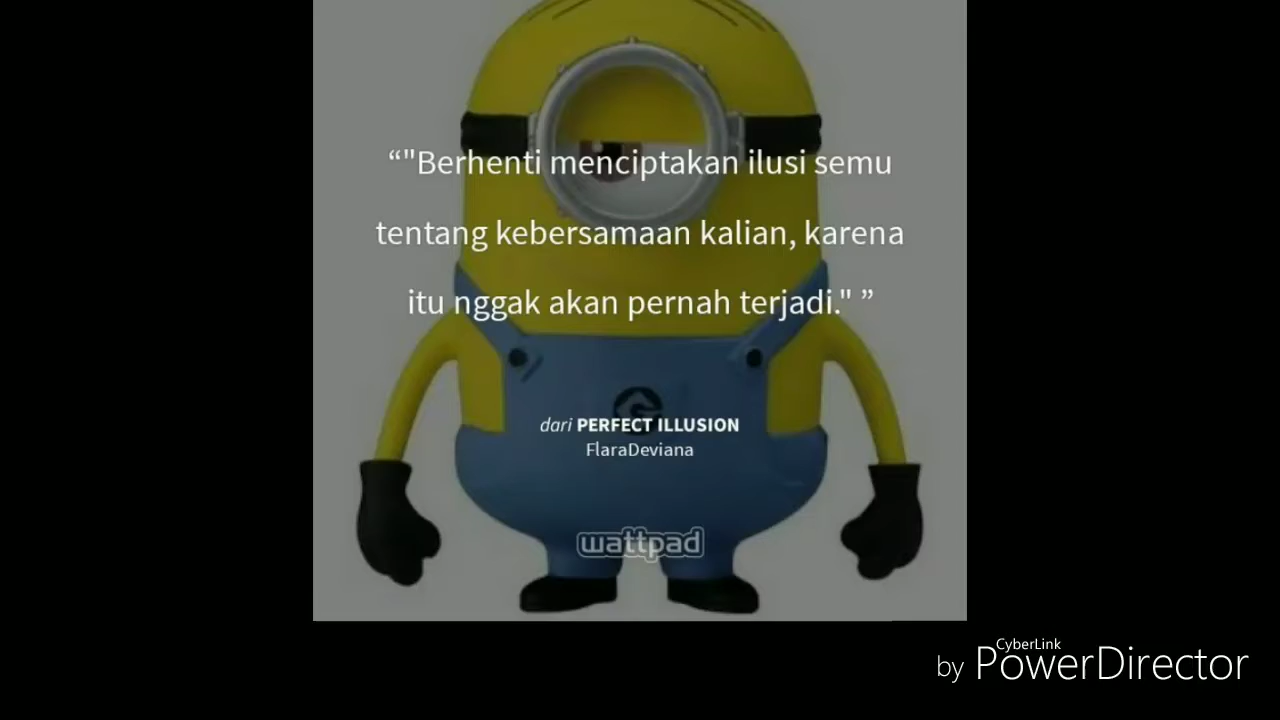 “"Berhenti menciptakan ilusi semu
tentang kebersamaan kalian, karena
itu nggak akan pernah terjadi." ”
dari PERFECT ILLUSION
FlaraDeviana
wattpad
CyberLink
by PowerDirector